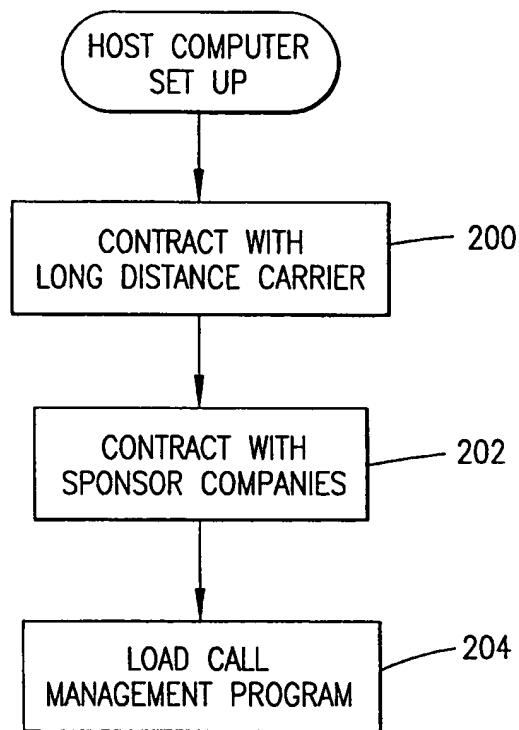 HOST COMPUTER
SET UP
CONTRACT WITH
LONG DISTANCE CARRIER
200
CONTRACT WITH
SPONSOR COMPANIES
202
LOAD CALL
MANAGEMENT PROGRAM
204